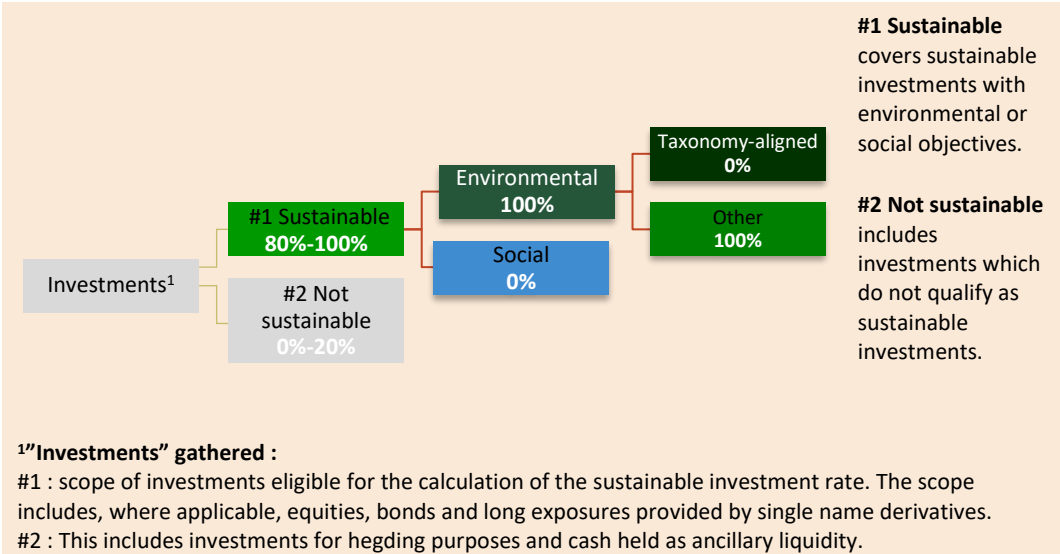 #1 Sustainable
covers sustainable
investments with
environmental or
social objectives.
#2 Not sustainable
includes
investments which
do not qualify as
sustainable
investments.
Investments¹
#1 Sustainable
80%-100%
#2 Not
sustainable
0%-20%
Environmental
100%
Social
0%
Taxonomy-aligned
0%
Other
100%
¹”Investments” gathered :
#1 : scope of investments eligible for the calculation of the sustainable investment rate. The scope
includes, where applicable, equities, bonds and long exposures provided by single name derivatives.
#2 : This includes investments for hegding purposes and cash held as ancillary liquidity.